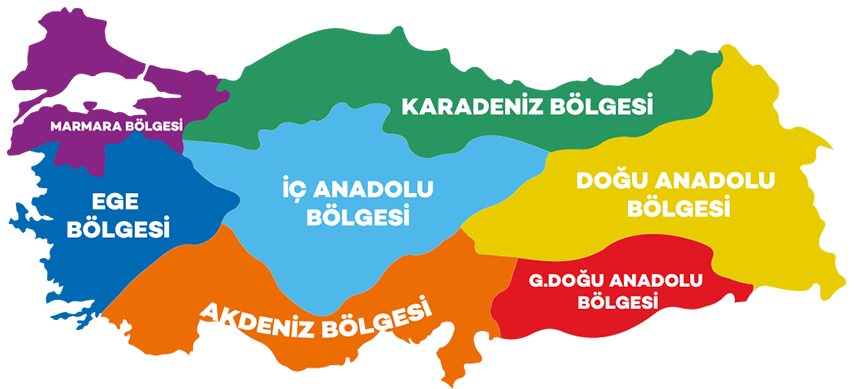 MARMARA BÖLGESİ
KARADENİZ BÖLGESİ
EGE
BÖLGESİ
İÇ ANADOLU
BÖLGESİ
DOĞU ANADOLU
BÖLGESİ
G.DOĞU ANADOLU
BÖLGESİ
AKDENİZ BÖLGESİ